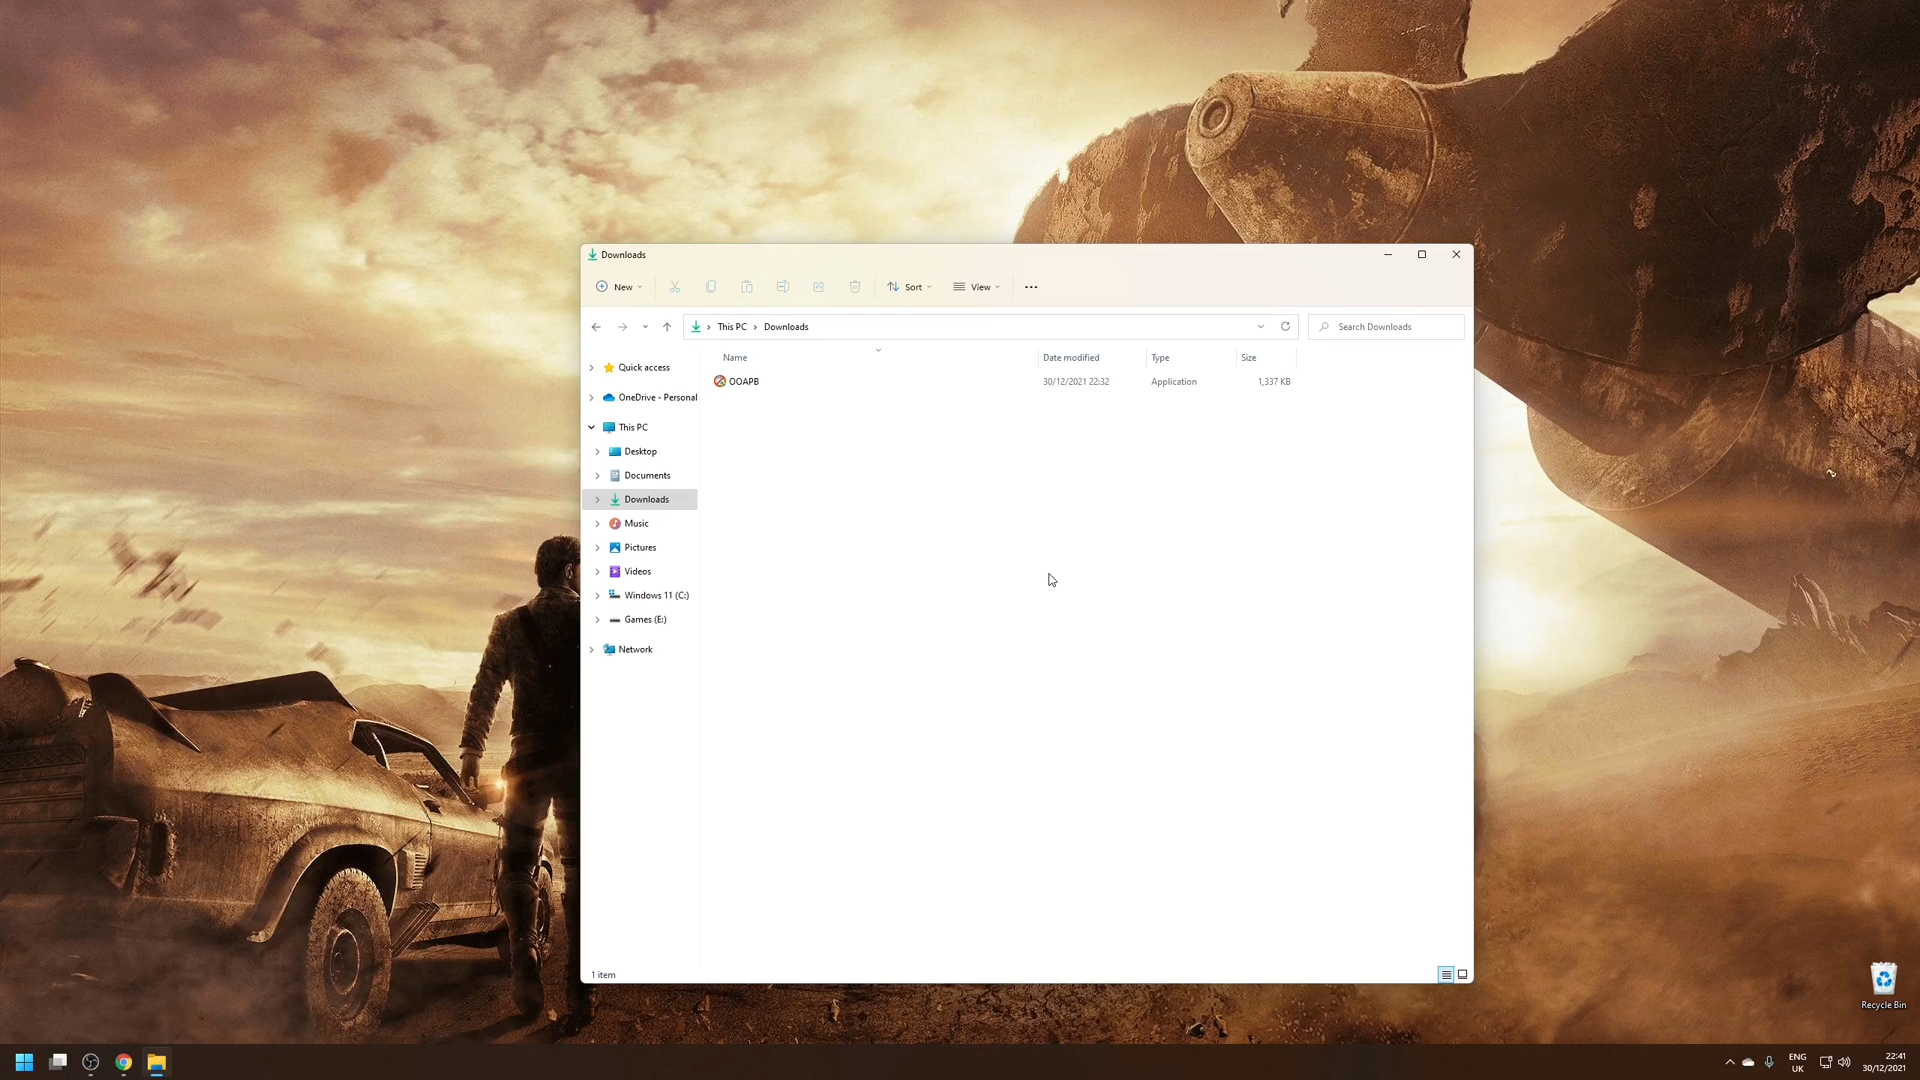 Downloads
New
Sort
View
This PC
Downloads
Search Downloads
Name
Date modified
Type
Size
OOAPB
30/12/2021 22:32
Application
1,337 KB
Quick access
OneDrive - Personal
This PC
Desktop
Documents
Downloads
Music
Pictures
Videos
Windows 11 (C:)
Games (E:)
Network
1 item
Recycle Bin
ENG
UK
22:41
30/12/2021